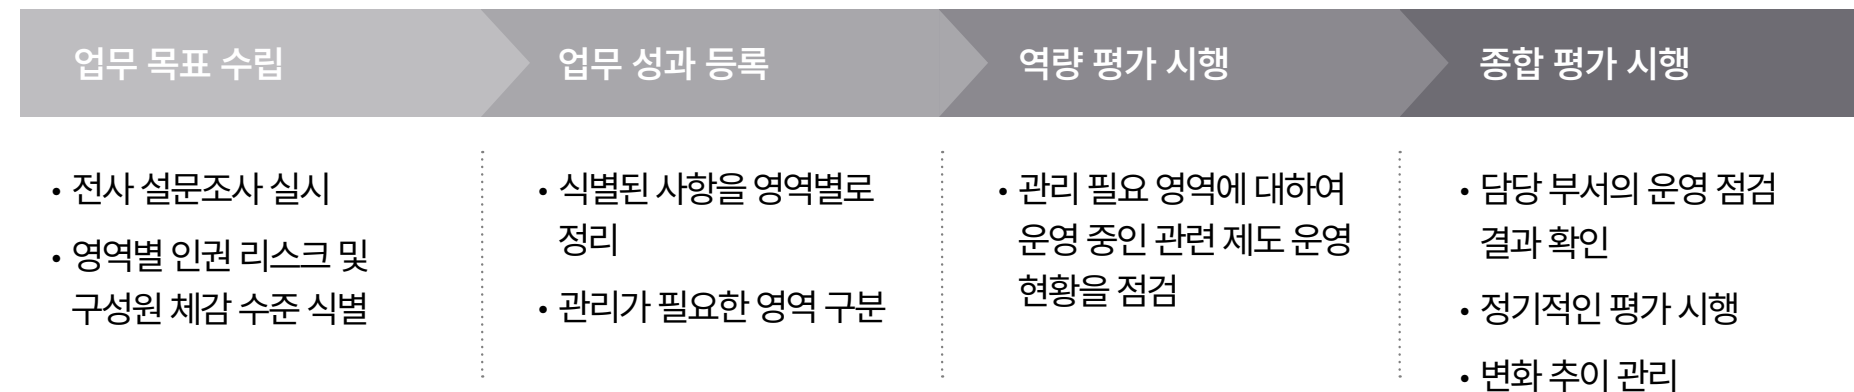 업무 목표 수립
업무 성과 등록
역량 평가 시행
종합 평가 시행
• 전사 설문조사 실시
• 영역별 인권 리스크 및
구성원 체감 수준 식별
• 식별된 사항을 영역별로
정리
• 관리가 필요한 영역 구분
• 관리 필요 영역에 대하여
운영 중인 관련 제도 운영
현황을 점검
• 담당 부서의 운영 점검
결과 확인
• 정기적인 평가 시행
• 변화 추이 관리